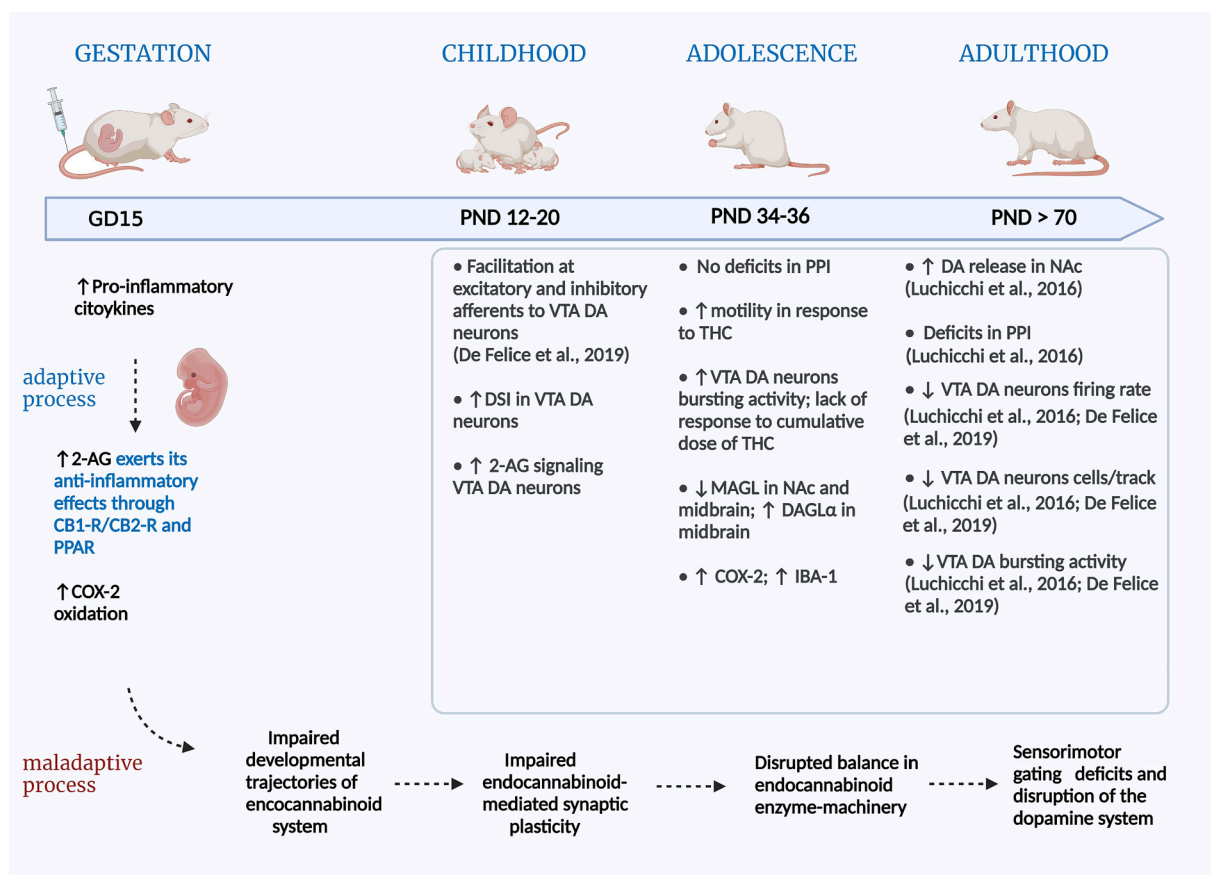 GESTATION
CHILDHOOD
ADOLESCENCE
ADULTHOOD
GD15
PND 12-20
PND 34-36
PND > 70
↑Pro-inflammatory
citoykines
adaptive
process
↑2-AG exerts its
anti-inflammatory
effects through
CB1-R/CB2-R and
PPAR
↑COX-2
oxidation
• Facilitation at
excitatory and inhibitory
afferents to VTA DA
neurons
(De Felice et al., 2019)
• ↑DSI in VTA DA
neurons
• ↑ 2-AG signaling
VTA DA neurons
• No deficits in PPI
• ↑motility in response
to THC
• ↑VTA DA neurons
bursting activity; lack of
response to cumulative
dose of THC
• ↓MAGL in NAc and
midbrain; ↑ DAGLα in
midbrain
• ↑ COX-2; ↑ IBA-1
• ↑ DA release in NAc
(Luchicchi et al., 2016)
• Deficits in PPI
(Luchicchi et al., 2016)
• ↓ VTA DA neurons firing rate
(Luchicchi et al., 2016; De Felice
et al., 2019)
• ↓ VTA DA neurons cells/track
(Luchicchi et al., 2016; De Felice
et al., 2019)
• ↓VTA DA bursting activity
(Luchicchi et al., 2016; De Felice
et al., 2019)
maladaptive
process
Impaired
developmental
trajectories of
encocannabinoid
system
Impaired
endocannabinoid-
mediated synaptic
plasticity
Disrupted balance in
endocannabinoid
enzyme-machinery
Sensorimotor
gating deficits and
disruption of the
dopamine system